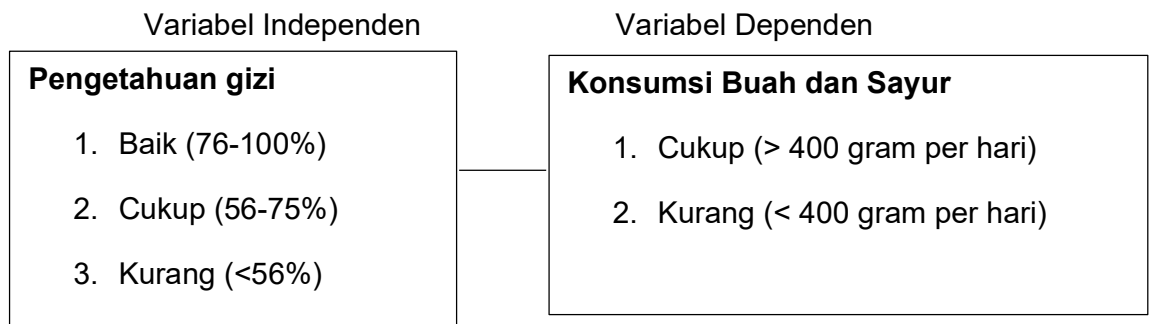 Variabel Independen
Variabel Dependen
Pengetahuan gizi
1. Baik (76-100%)
2. Cukup (56-75%)
3. Kurang (<56%)
Konsumsi Buah dan Sayur
1. Cukup (> 400 gram per hari)
2. Kurang (< 400 gram per hari)